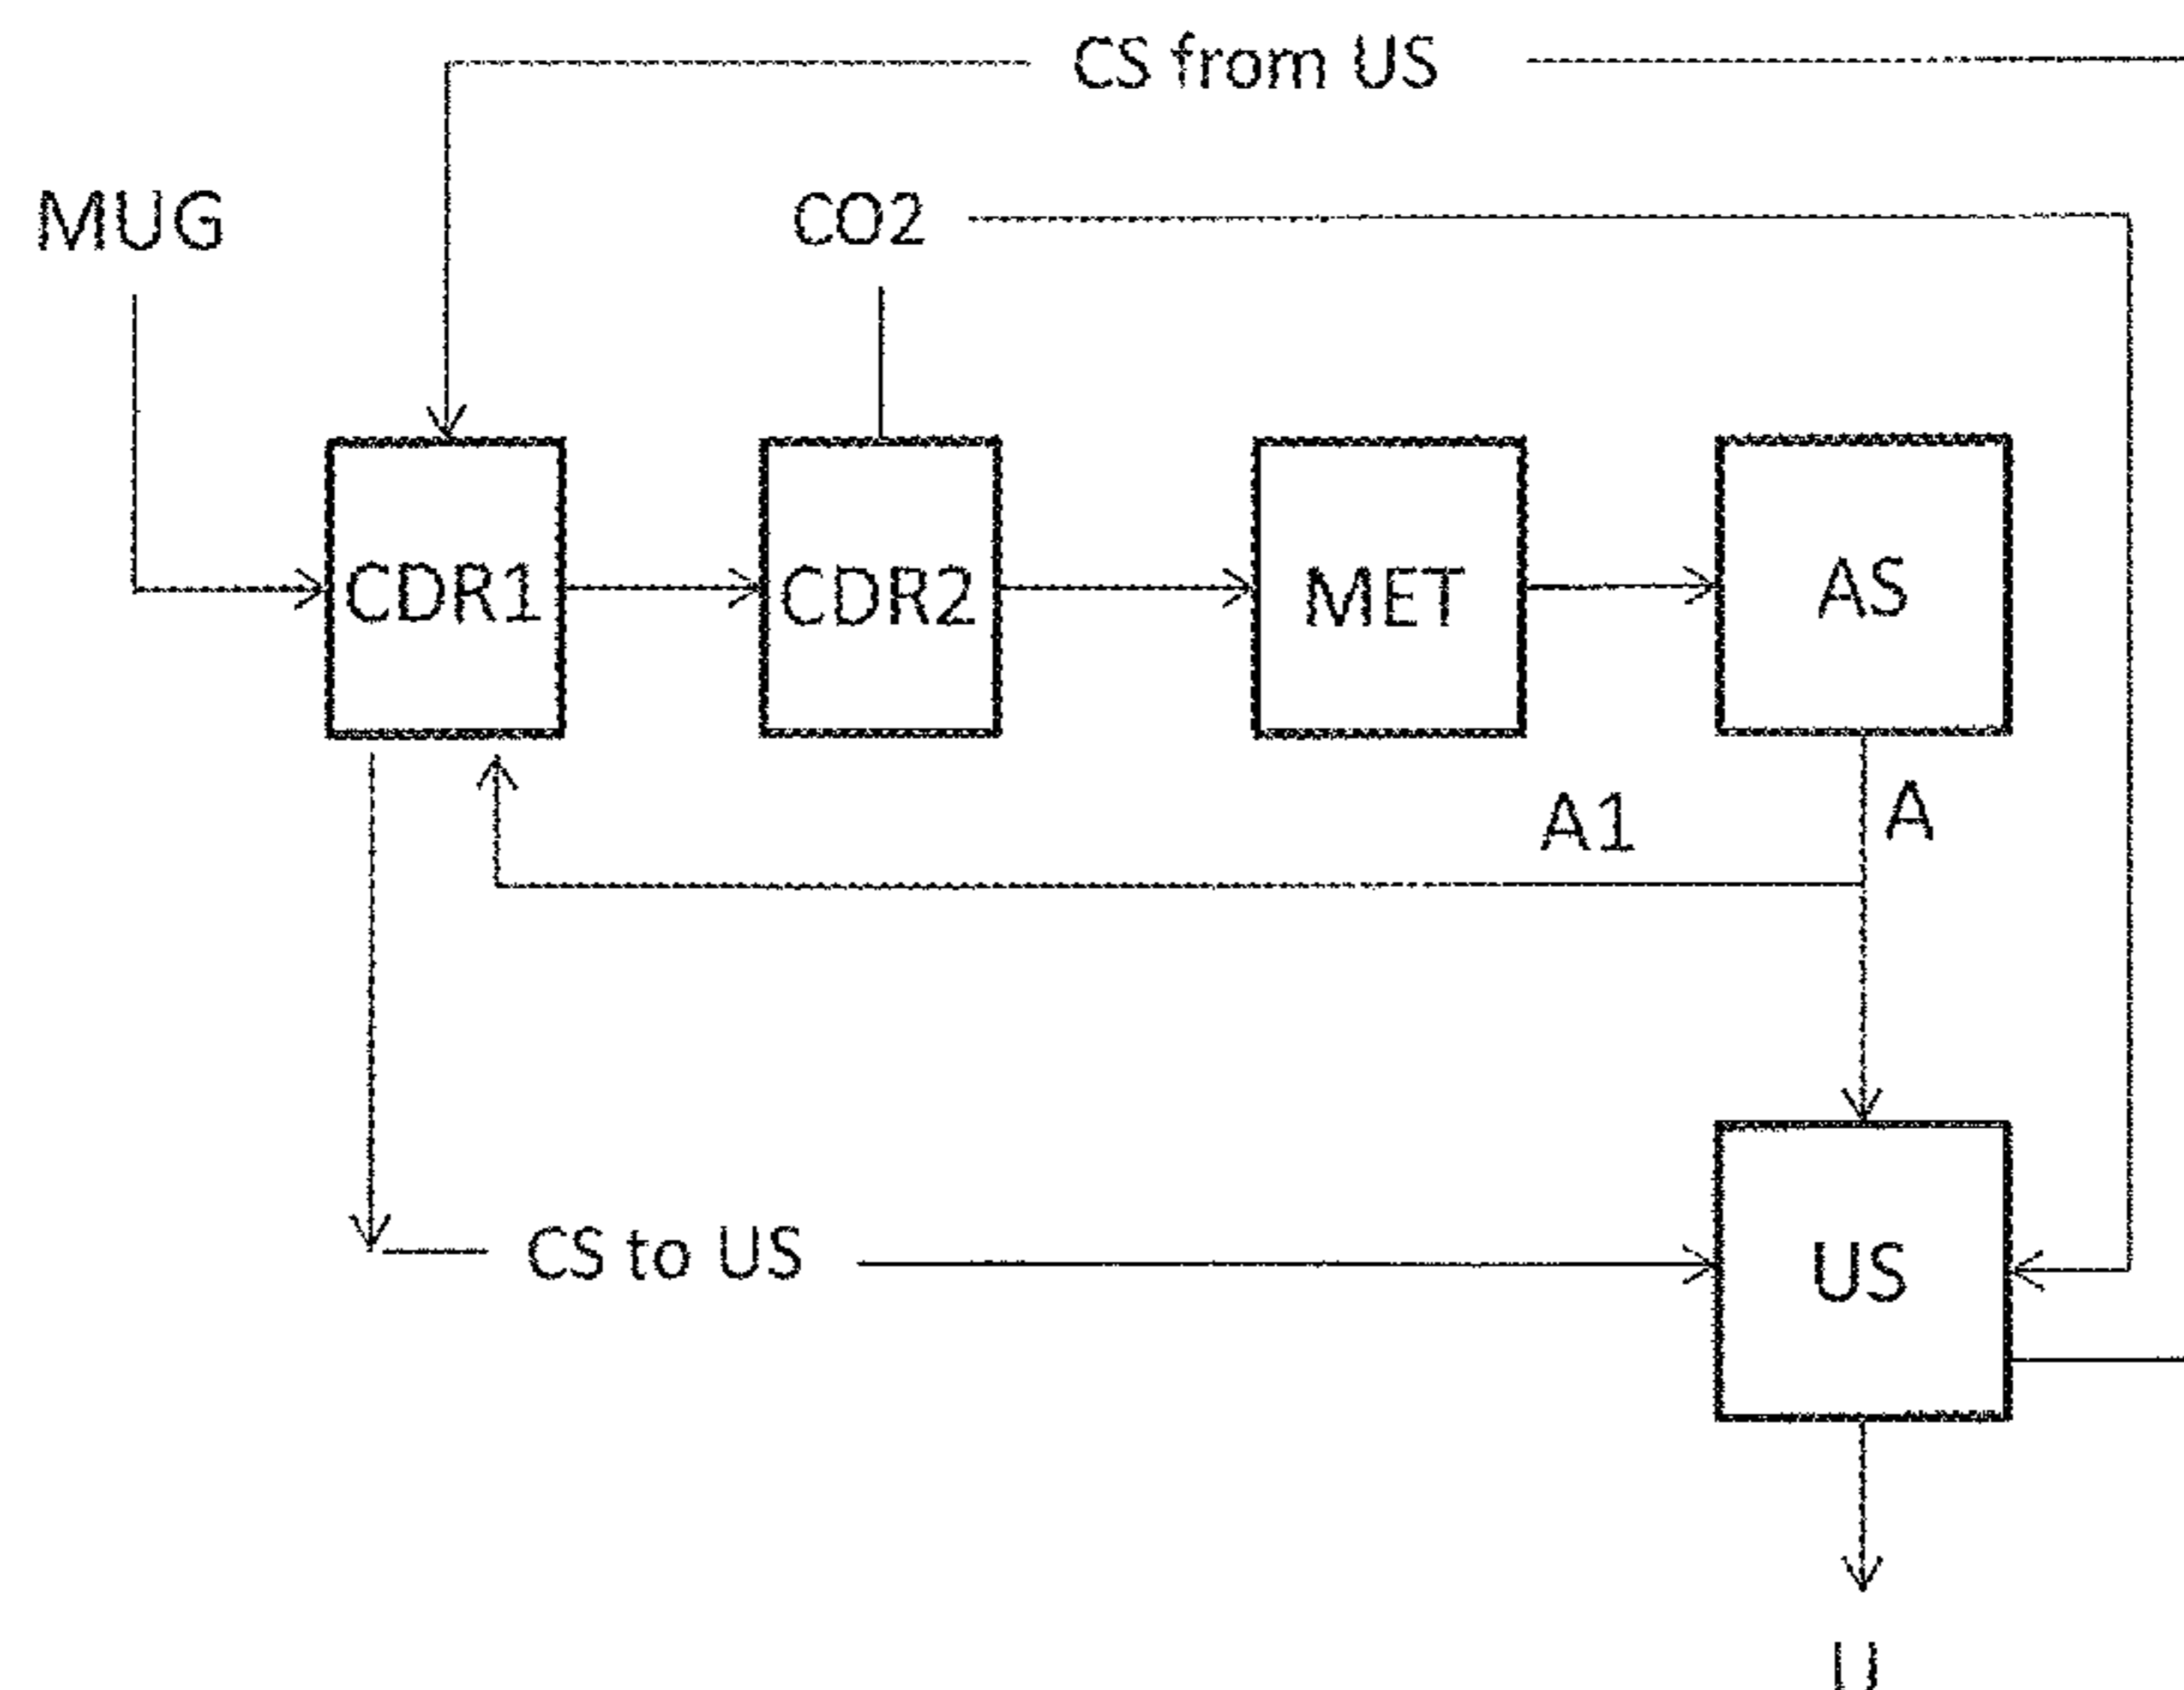 CS from US
MUG
CO2
CDR1
CDR2
MET
AS
A1
A
CS to US
US
U